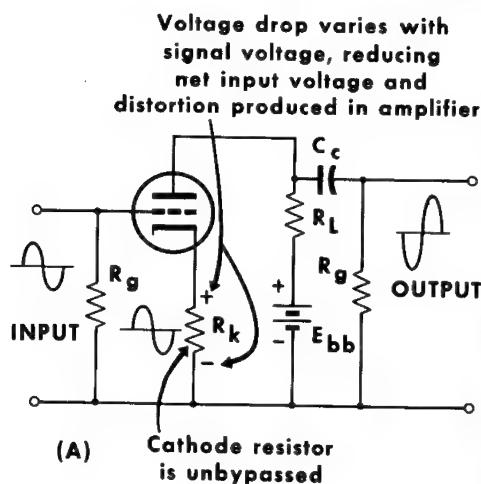 Voltage drop varies with
signal voltage, reducing
net input voltage and
distortion produced in amplifier
Cc
RL
Rg
Rg
+
+
OUTPUT
INPUT
Rk
Ebb
-
-
(A)
Cathode resistor
is unbypassed